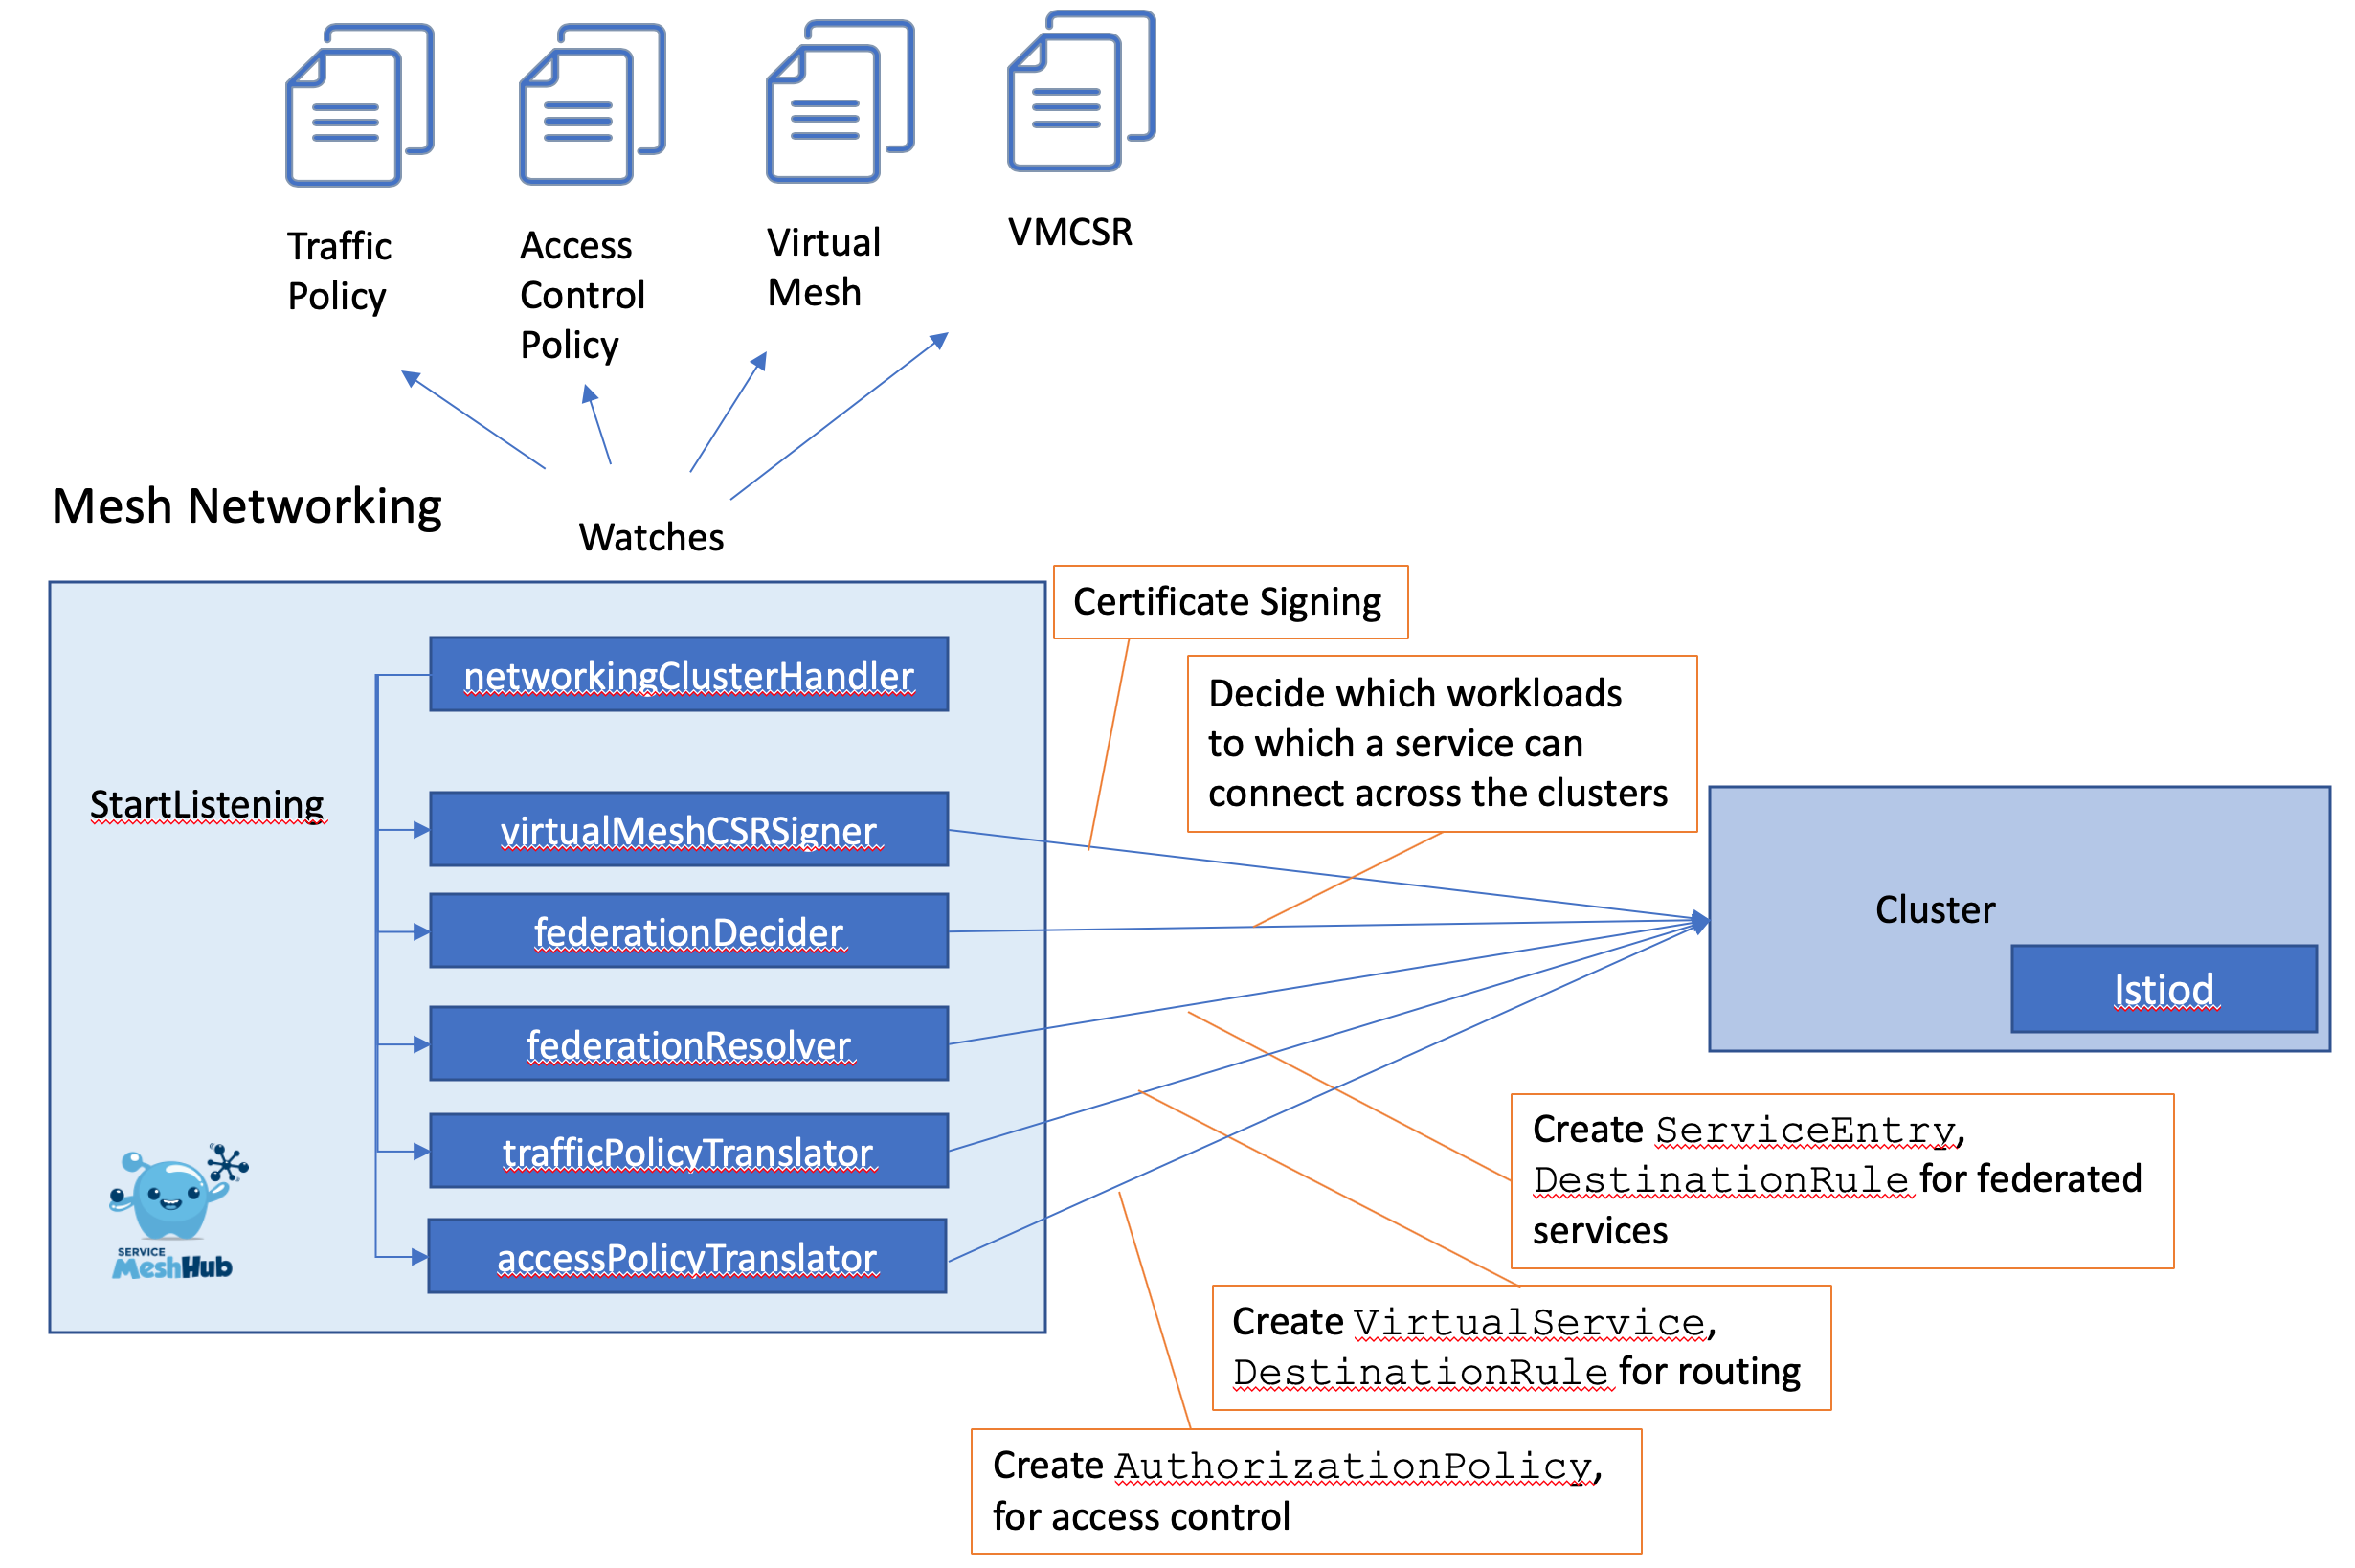 Traffic
Policy
Access
Control
Policy
Virtual
Mesh
VMCSR
Mesh Networking
Watches
Certificate Signing
networkingClusterHandler
Decide which workloads
to which a service can
connect across the clusters
StartListening
virtualMeshCSRSigner
federationDecider
Cluster
Istiod
federationResolver
trafficPolicyTranslator
Create ServiceEntry,
DestinationRule for federated
services
accessPolicyTranslator
SERVICE
MeshHub
Create VirtualService,
DestinationRule for routing
Create AuthorizationPolicy,
for access control